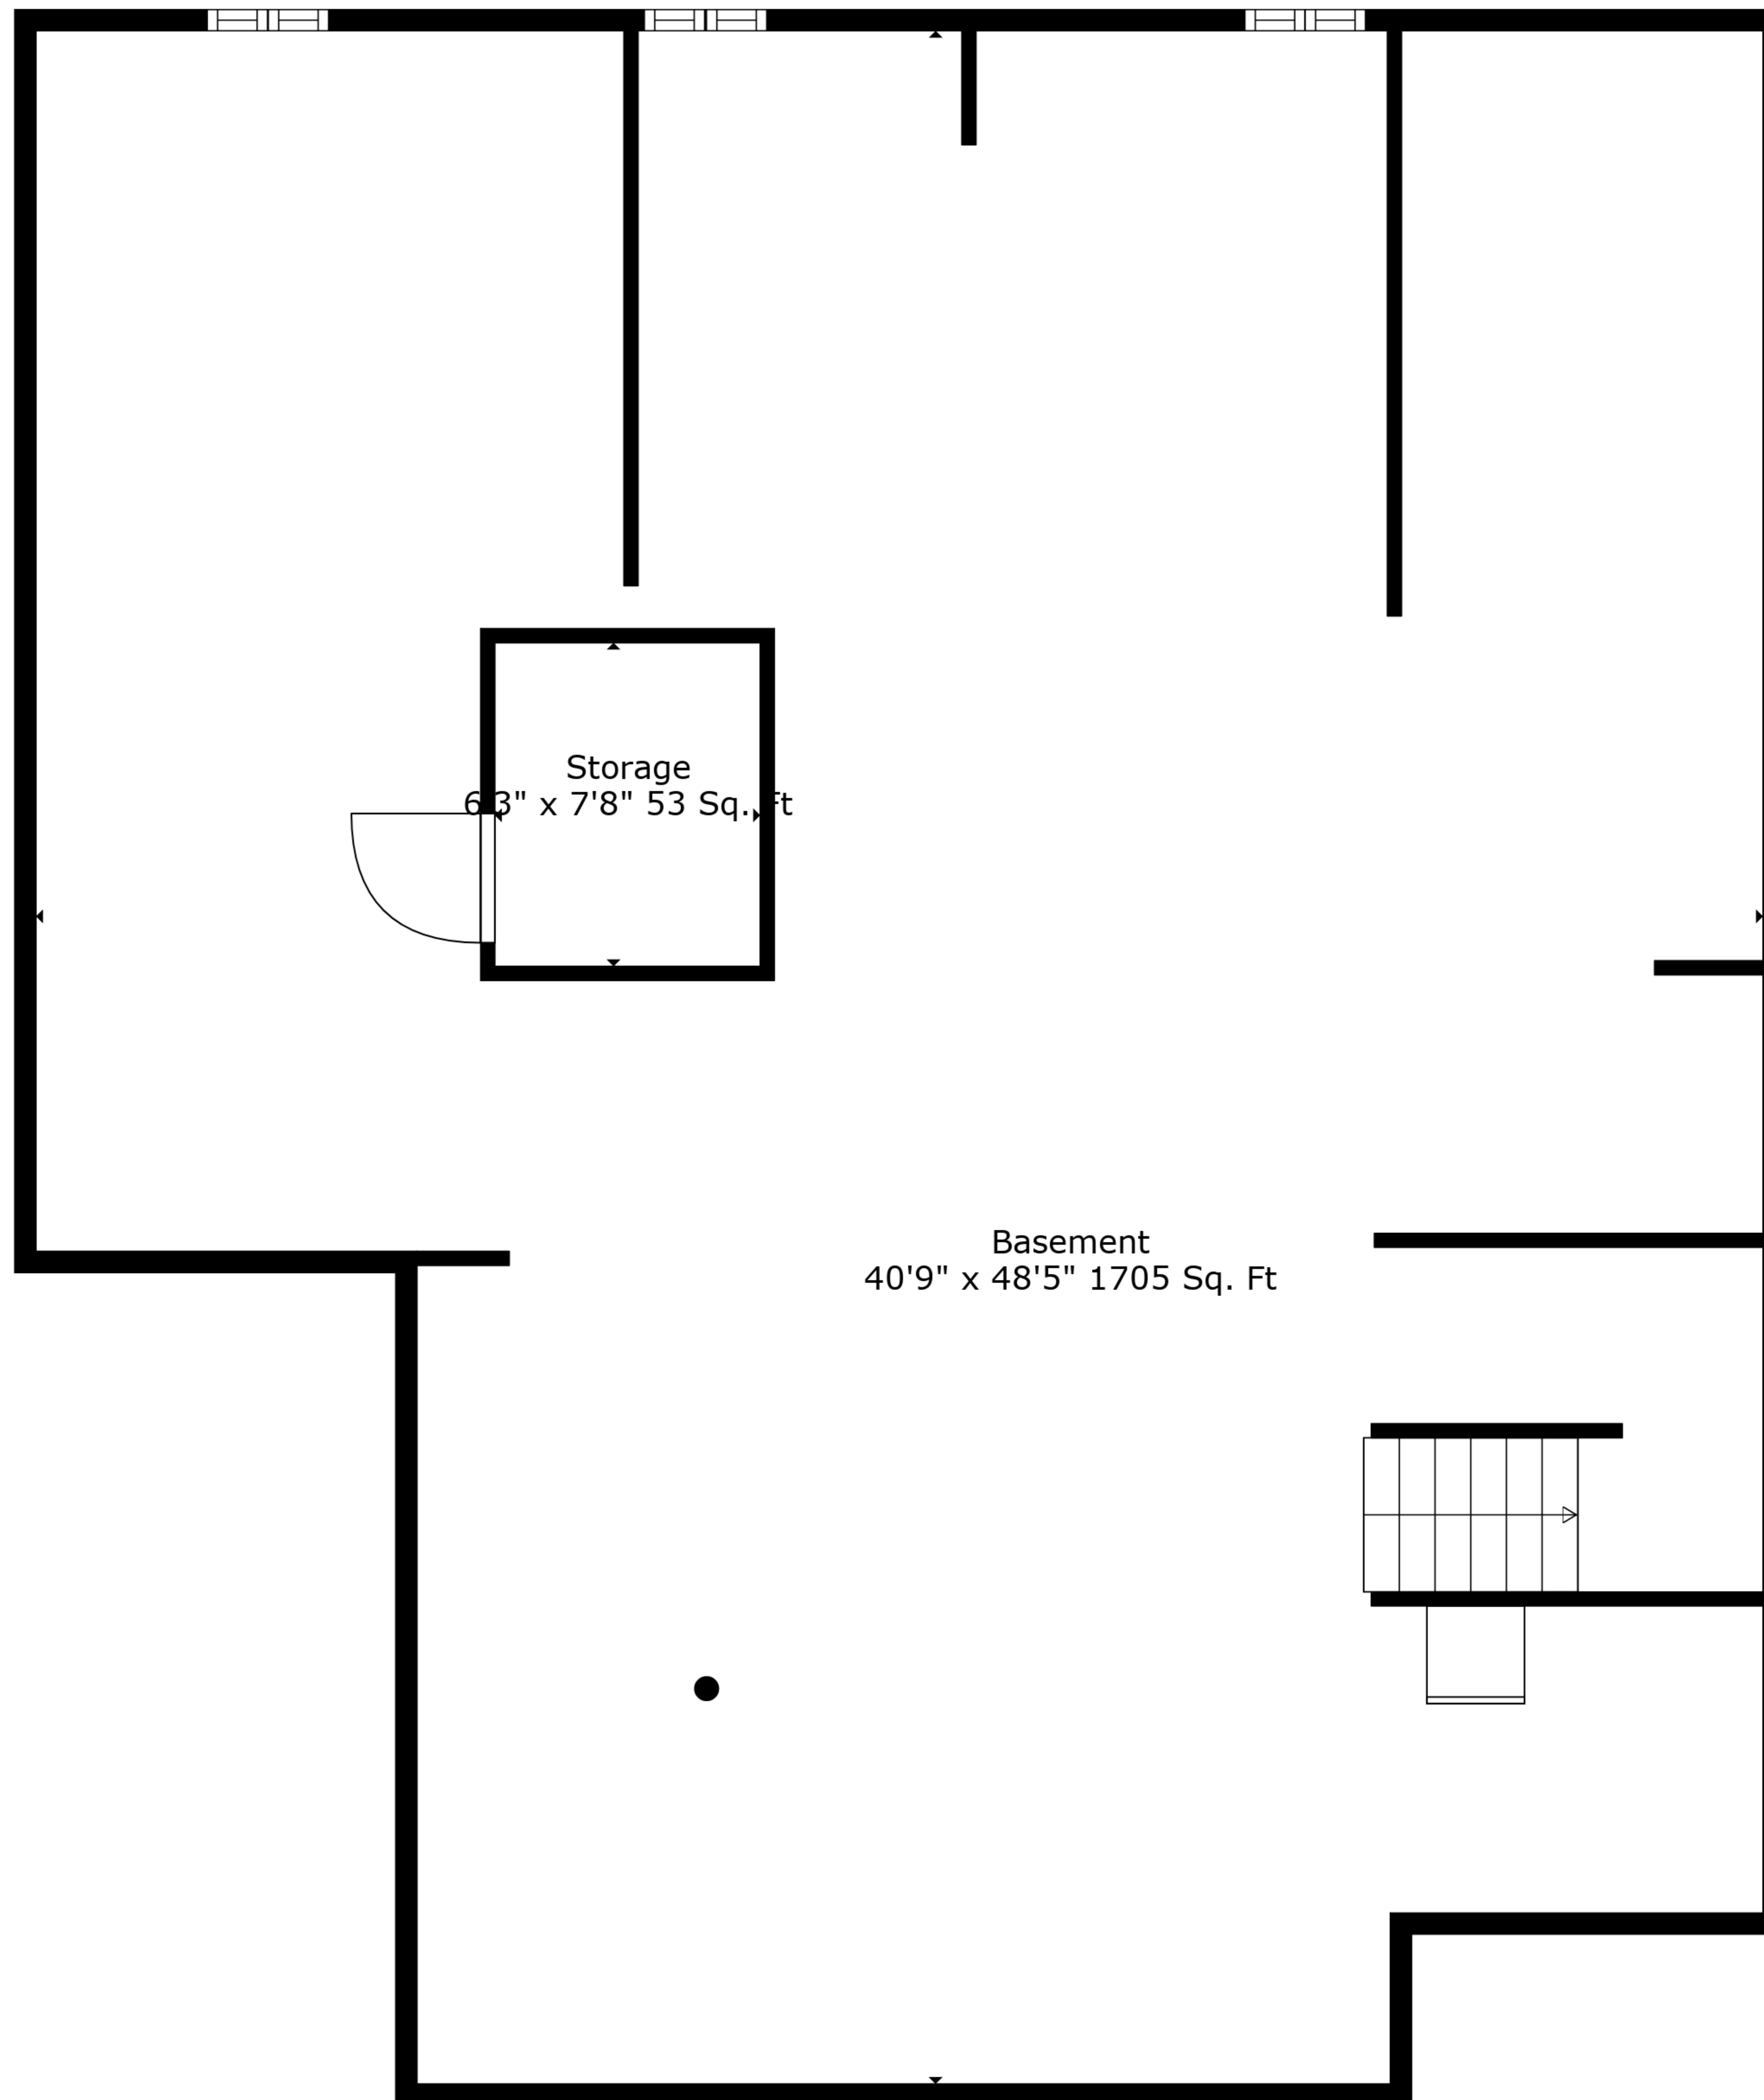 Storage
6'3" x 7'8" 53 Sq. Ft
Basement
40'9" x 48'5" 1705 Sq. Ft